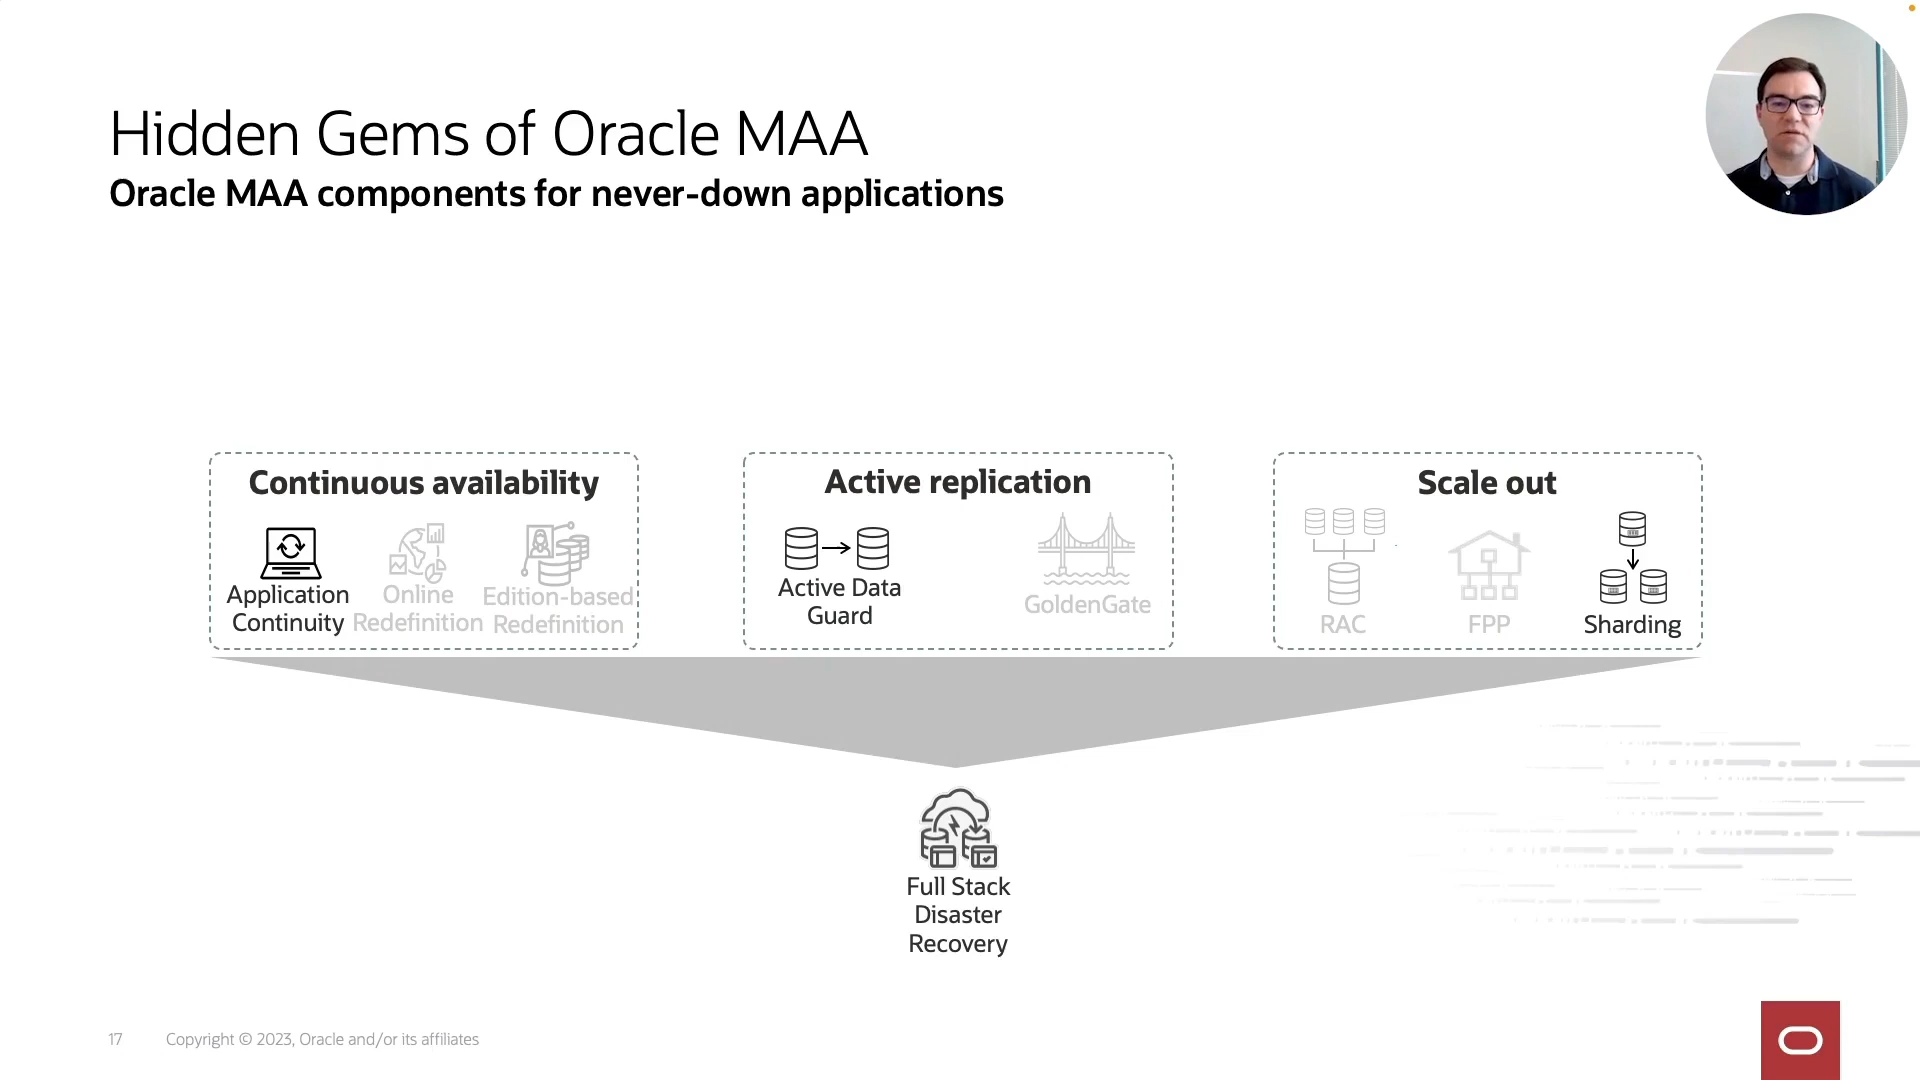 Hidden Gems of Oracle MAA
Oracle MAA components for never-down applications
Continuous availability
Application
Continuity
Online
Redefinition
Edition-based
Redefinition
Active replication
Active Data
Guard
GoldenGate
Scale out
RAC
FPP
Sharding
Full Stack
Disaster
Recovery
17
Copyright © 2023, Oracle and/or its affiliates